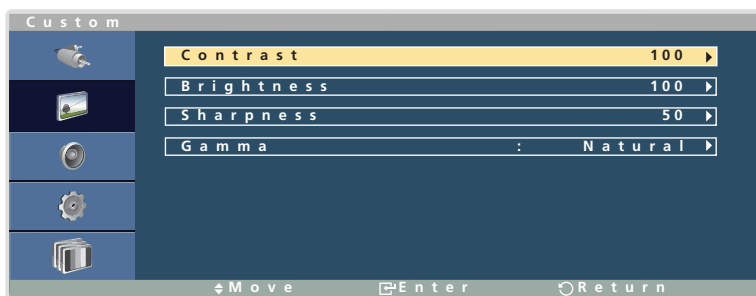 Custom
Contrast 100
Brightness 100
Sharpness 50
Gamma : Natural
Move Enter Return